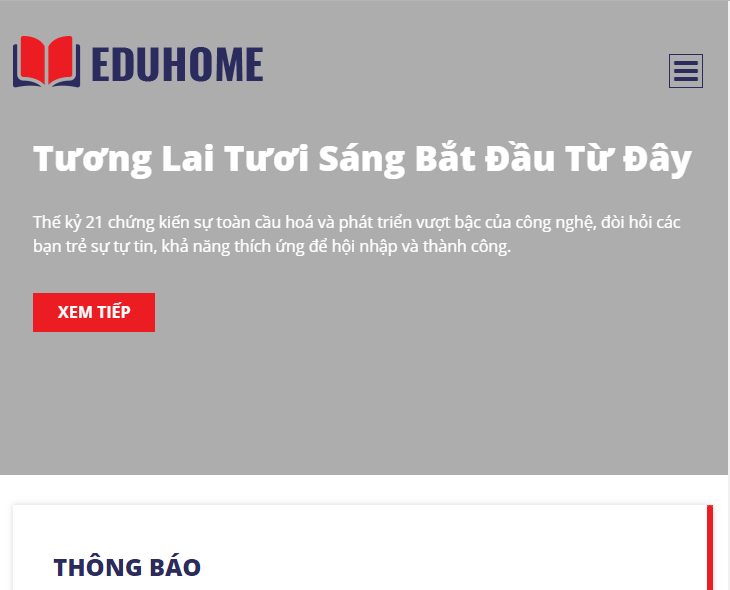 EDUHOME
Tương Lai Tươi Sáng Bắt Đầu Từ Đây
Thế kỷ 21 chứng kiến sự toàn cầu hoá và phát triển vượt bậc của công nghệ, đòi hỏi các
bạn trẻ sự tự tin, khả năng thích ứng để hội nhập và thành công.
XEM TIẾP
THÔNG BÁO